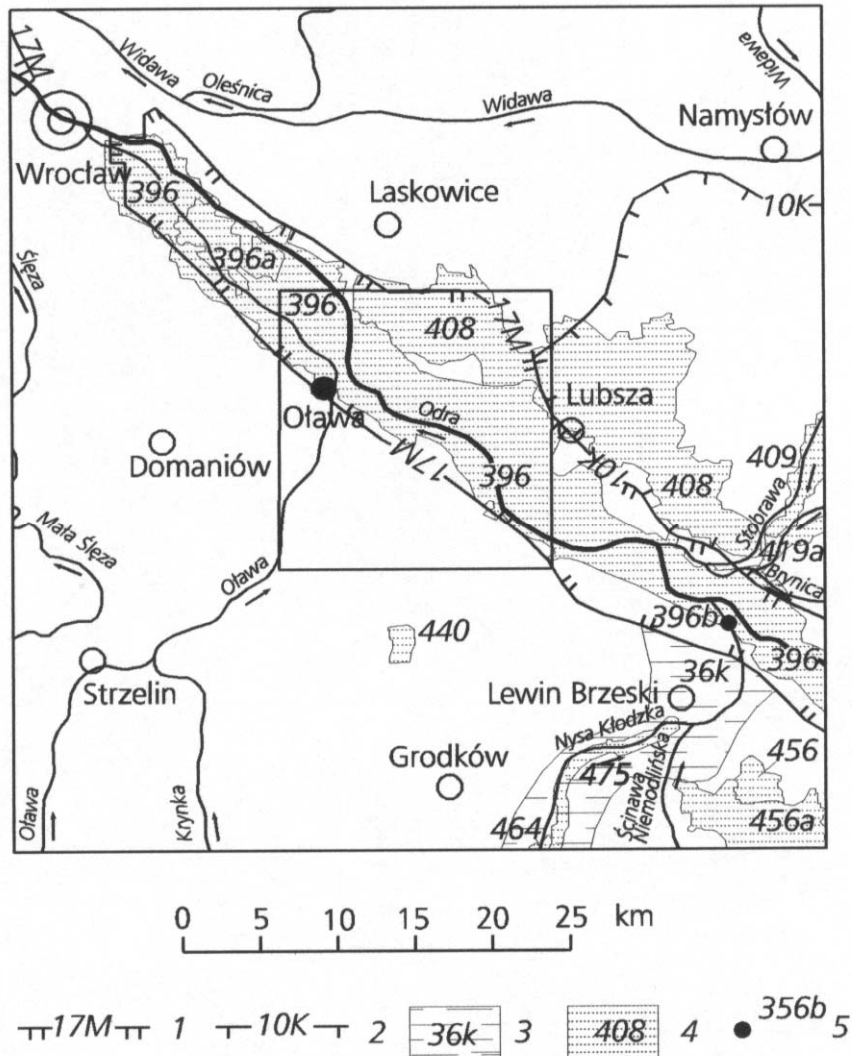 17M
Widawa
Oleśnica
Widawa
Widawa
Namysłów
Wrocław
396
Laskowice
10K
Ślęza
396a
396
408
17M
Lubsza
Oława
Odra
Domaniów
17M
396
10K
408
409
Stobrawa
419a
Brynica
Mała Ślęza
Oława
396b
396
440
36k
Strzelin
Lewin Brzeski
Nysa Kłodzka
456
Grodków
475
Ścinawa
Niemodlińska
464
456a
Oława
Krynka
0 5 10 15 20 25 km
17M 1 10K 2 36k 3 408 4 356b 5